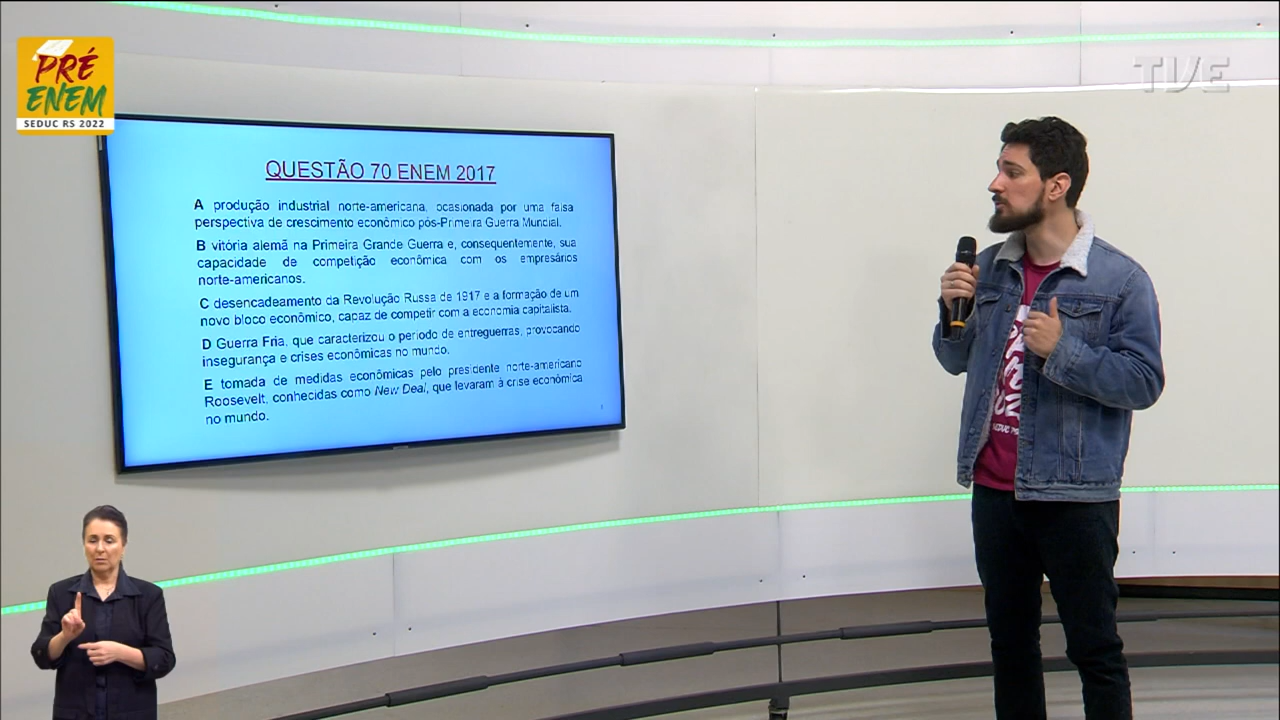 PRÉ
ENEM
SEDUC RS 2022
TVE
QUESTÃO 70 ENEM 2017
A produção industrial norte-americana, ocasionada por uma falsa
perspectiva de crescimento econômico pós-Primeira Guerra Mundial.
B vitória alemã na Primeira Grande Guerra e, consequentemente, sua
capacidade de competição econômica com os empresários
norte-americanos.
C desencadeamento da Revolução Russa de 1917 e a formação de um
novo bloco econômico, capaz de competir com a economia capitalista.
D Guerra Fria, que caracterizou o período de entreguerras, provocando
insegurança e crises econômicas no mundo.
E tomada de medidas econômicas pelo presidente norte-americano
Roosevelt, conhecidas como New Deal, que levaram à crise econômica
no mundo.